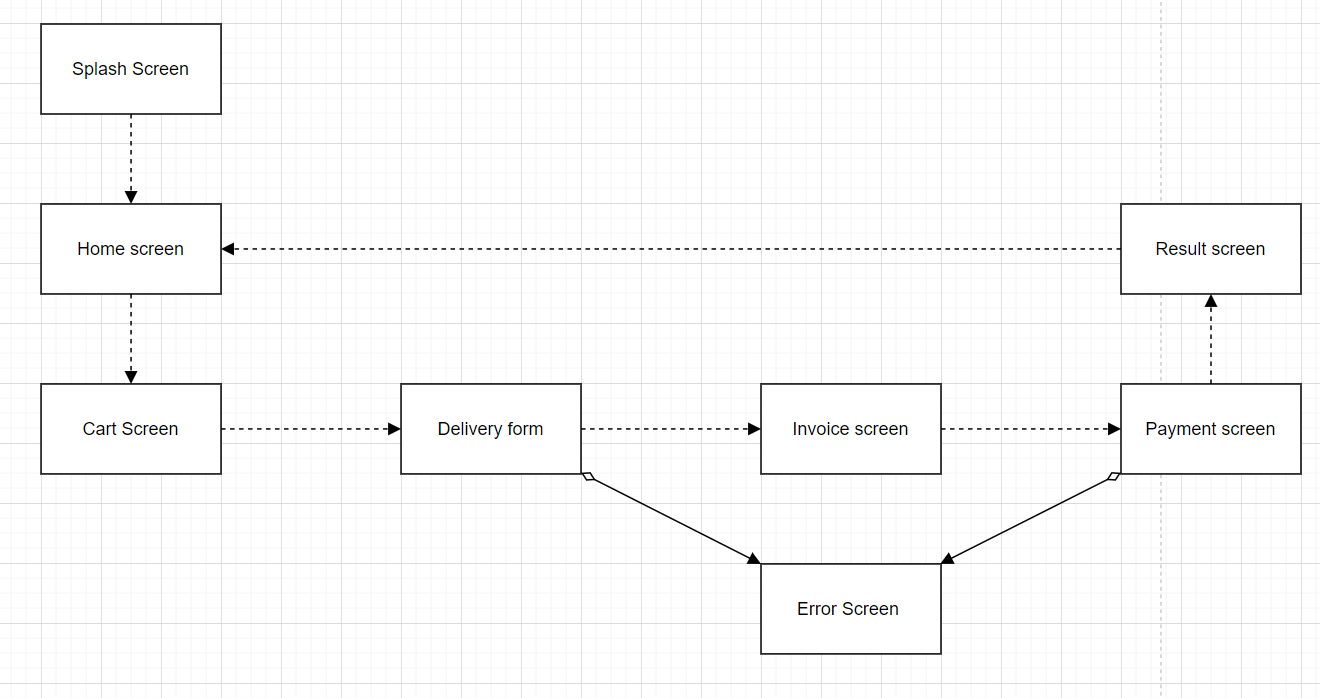 Splash Screen
Home screen
Result screen
Cart Screen
Delivery form
Invoice screen
Payment screen
Error Screen